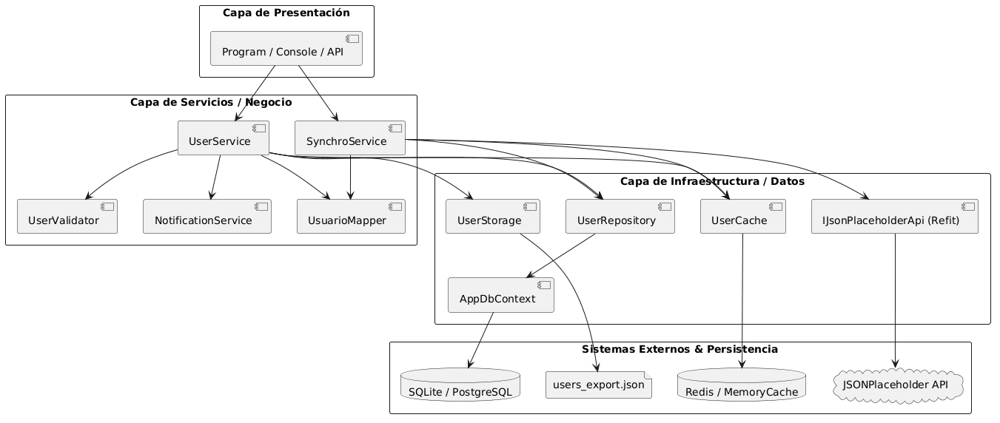 Capa de Presentación
Program / Console / API
Capa de Servicios / Negocio
UserService
SynchroService
UserValidator
NotificationService
UsuarioMapper
Capa de Infraestructura / Datos
UserStorage
UserRepository
UserCache
IJsonPlaceholderApi (Refit)
AppDbContext
Sistemas Externos & Persistencia
SQLite / PostgreSQL
users_export.json
Redis / MemoryCache
JSONPlaceholder API